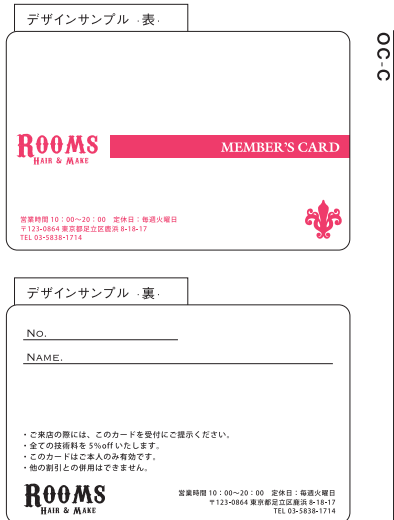 デザインサンプル ·表·
OC-C
ROOMS
HAIR & MAKE
MEMBER'S CARD
営業時間 10：00～20：00　定休日：毎週火曜日
〒123-0864 東京都足立区鹿浜 8-18-17
TEL 03-5838-1714
デザインサンプル ·裏·
NO.
NAME.
・ご来店の際には、このカードを受付にご提示ください。
・全ての技術料を 5%off いたします。
・このカードはご本人のみ有効です。
・他の割引との併用はできません。
ROOMS
HAIR & MAKE
営業時間 10：00～20：00　定休日：毎週火曜日
〒123-0864 東京都足立区鹿浜 8-18-17
TEL 03-5838-1714